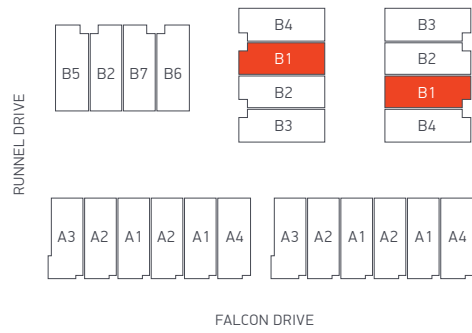 B4
B1
B2
B3
B3
B2
B1
B4
B5 B2 B7 B6
RUNNEL DRIVE
A3 A2 A1 A2 A1 A4
A3 A2 A1 A2 A1 A4
FALCON DRIVE